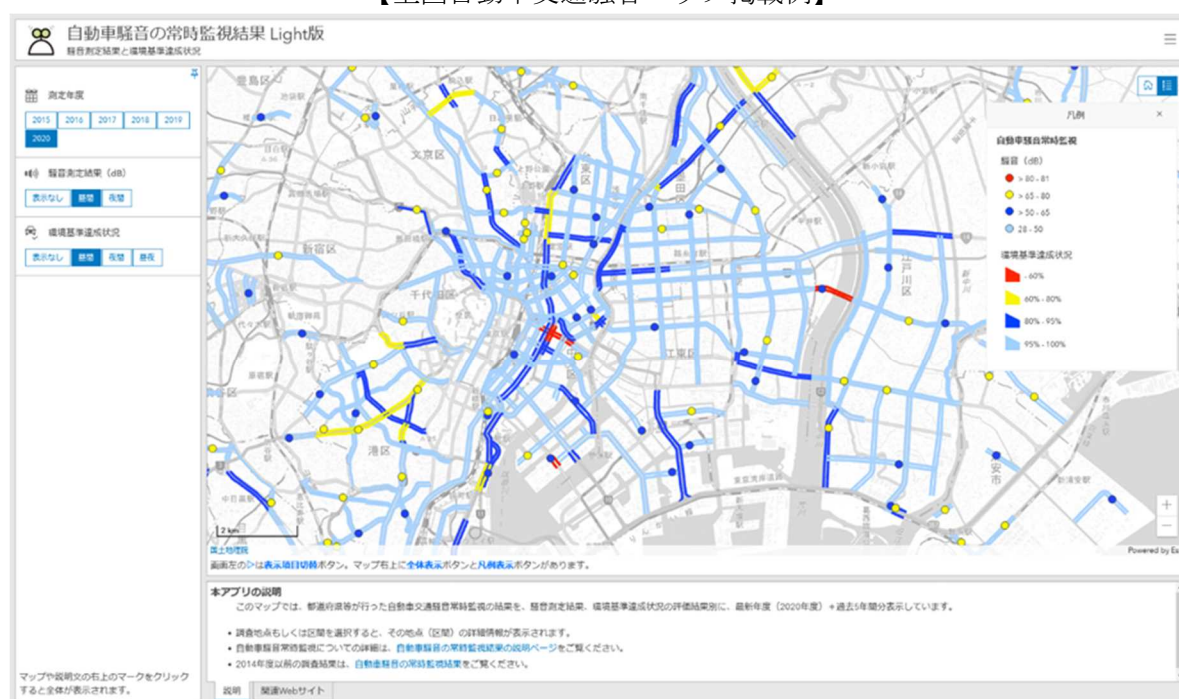 自動車騒音の常時監視結果 Light版
騒音測定結果と環境基準達成状況
測定年度
2015 2016 2017 2018 2019
2020
騒音測定結果（dB）
表示なし 昼間 夜間
環境基準達成状況
表示なし 昼間 夜間 昼夜
マップや説明文の右上のマークをクリック
すると全体が表示されます。
豊島区
池袋駅
文京区
新宿区
千代田区
港区
江東区
江戸川区
中目黒駅
新浦安駅
2 km
国土地理院
Powered by Es
凡例 ×
自動車騒音常時監視
騒音（dB）
> 80 - 81
> 65 - 80
> 50 - 65
28 - 50
環境基準達成状況
- 60%
60% - 80%
80% - 95%
95% - 100%
画面左の▷は表示項目切替ボタン。マップ右上に全体表示ボタンと凡例表示ボタンがあります。
本アプリの説明
このマップでは、都道府県等が行った自動車交通騒音常時監視の結果を、騒音測定結果、環境基準達成状況の評価結果別に、最新年度（2020年度）+過去5年間分表示しています。
• 調査地点もしくは区間を選択すると、その地点（区間）の詳細情報が表示されます。
• 自動車騒音常時監視についての詳細は、自動車騒音の常時監視結果の説明ページをご覧ください。
• 2014年度以前の調査結果は、自動車騒音の常時監視結果をご覧ください。
説明 関連Webサイト